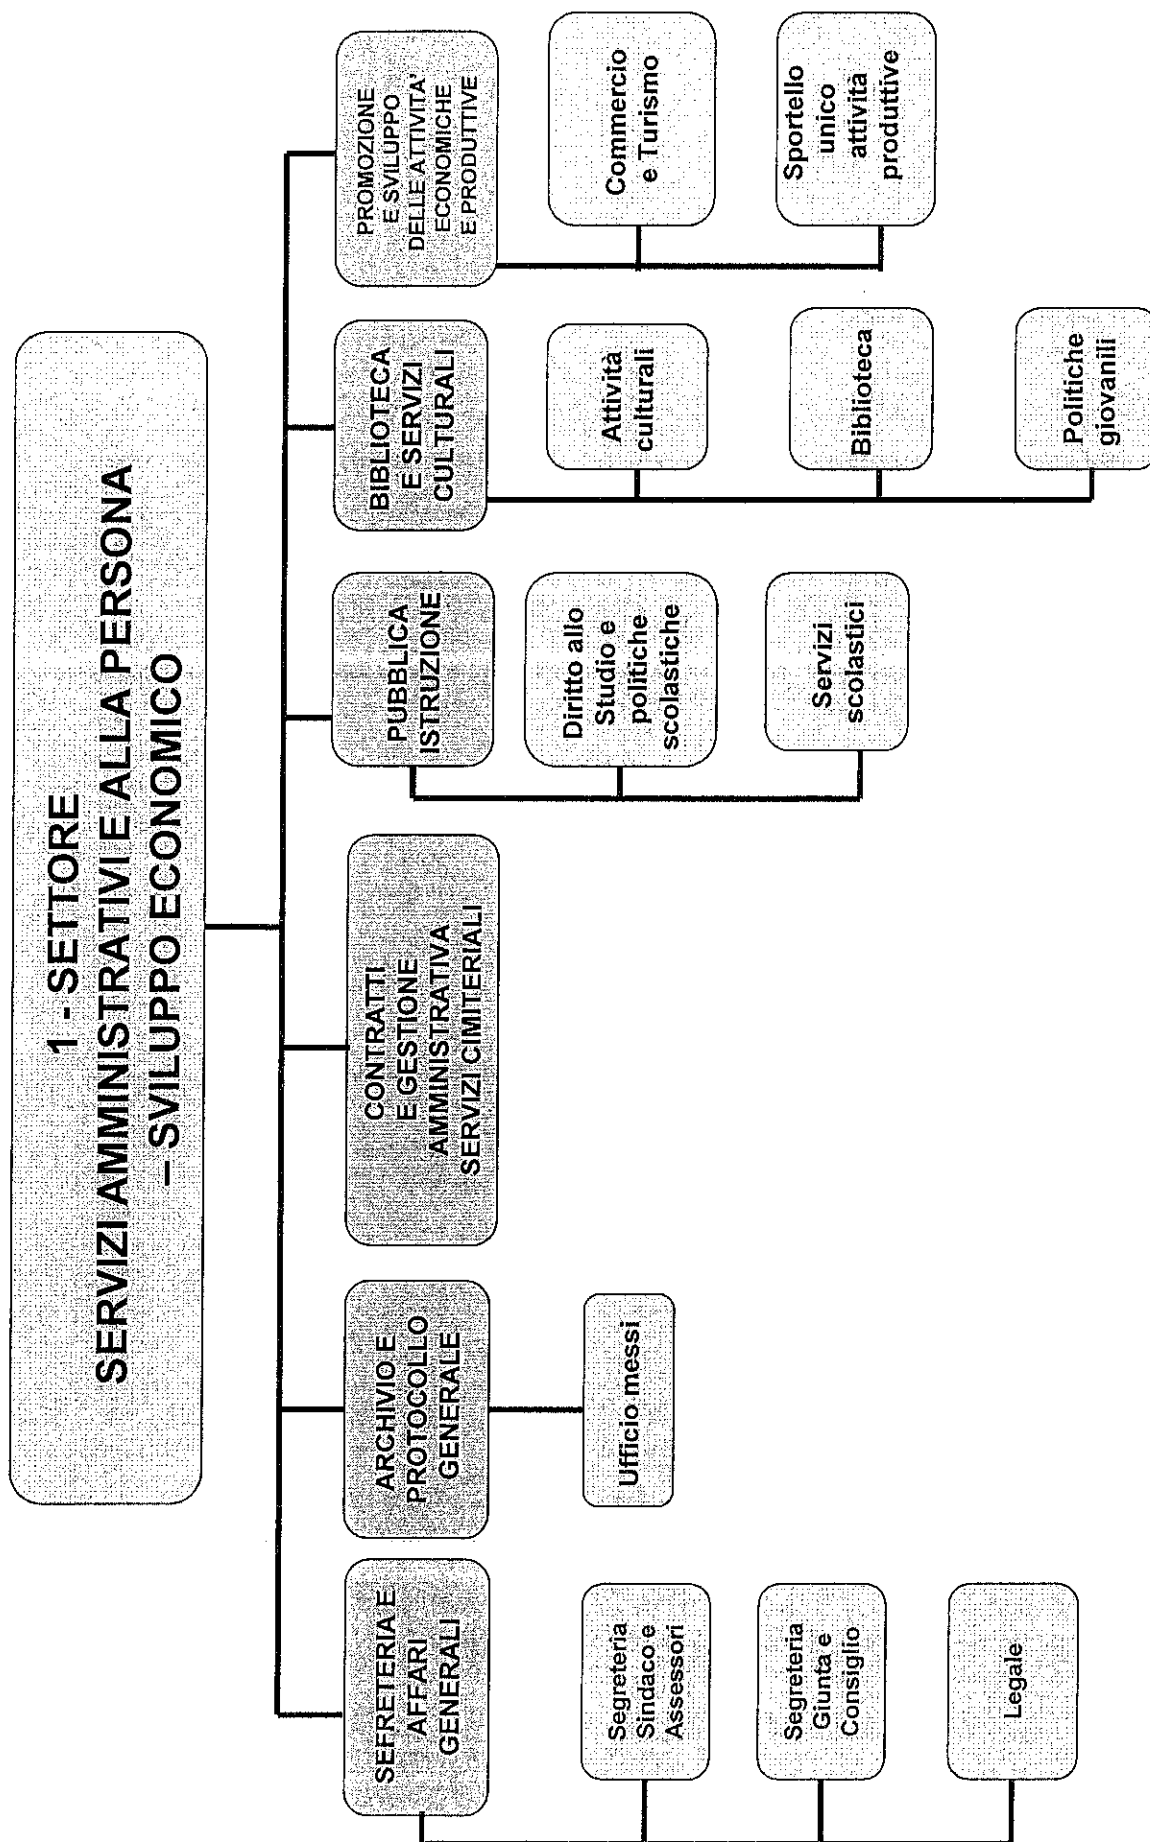 1 - SETTORE
SERVIZI AMMINISTRATIVI E ALLA PERSONA
– SVILUPPO ECONOMICO
SEFRETERIA E
AFFARI
GENERALI
Segreteria
Sindaco e
Assessori
Segreteria
Giunta e
Consiglio
Legale
ARCHIVIO E
PROTOCOLLO
GENERALE
Ufficio messi
CONTRATTI
E GESTIONE
AMMINISTRATIVA
SERVIZI CIMITERIALI
PUBBLICA
ISTRUZIONE
Diritto allo
Studio e
politiche
scolastiche
Servizi
scolastici
BIBLIOTECA
E SERVIZI
CULTURALI
Attività
culturali
Biblioteca
Politiche
giovanili
PROMOZIONE
E SVILUPPO
DELLE ATTIVITA'
ECONOMICHE
E PRODUTTIVE
Commercio
e Turismo
Sportello
unico
attività
produttive